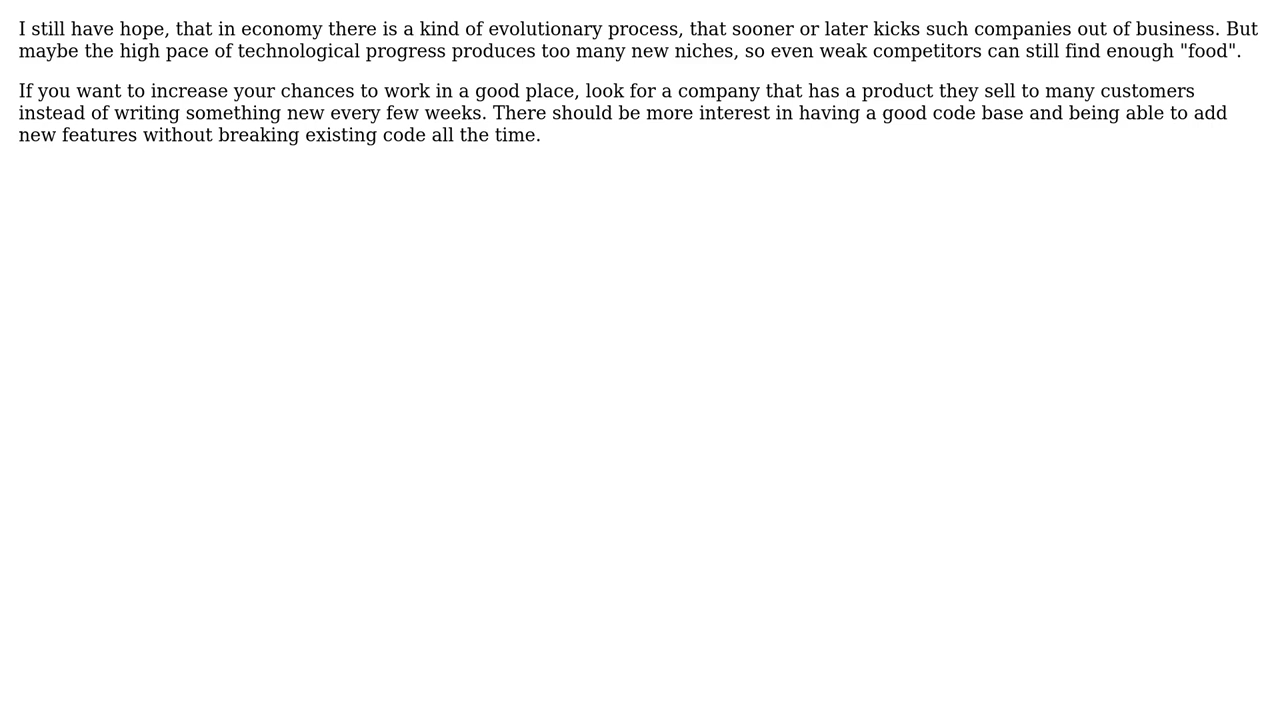 I still have hope, that in economy there is a kind of evolutionary process, that sooner or later kicks such companies out of business. But
maybe the high pace of technological progress produces too many new niches, so even weak competitors can still find enough "food".
If you want to increase your chances to work in a good place, look for a company that has a product they sell to many customers
instead of writing something new every few weeks. There should be more interest in having a good code base and being able to add
new features without breaking existing code all the time.